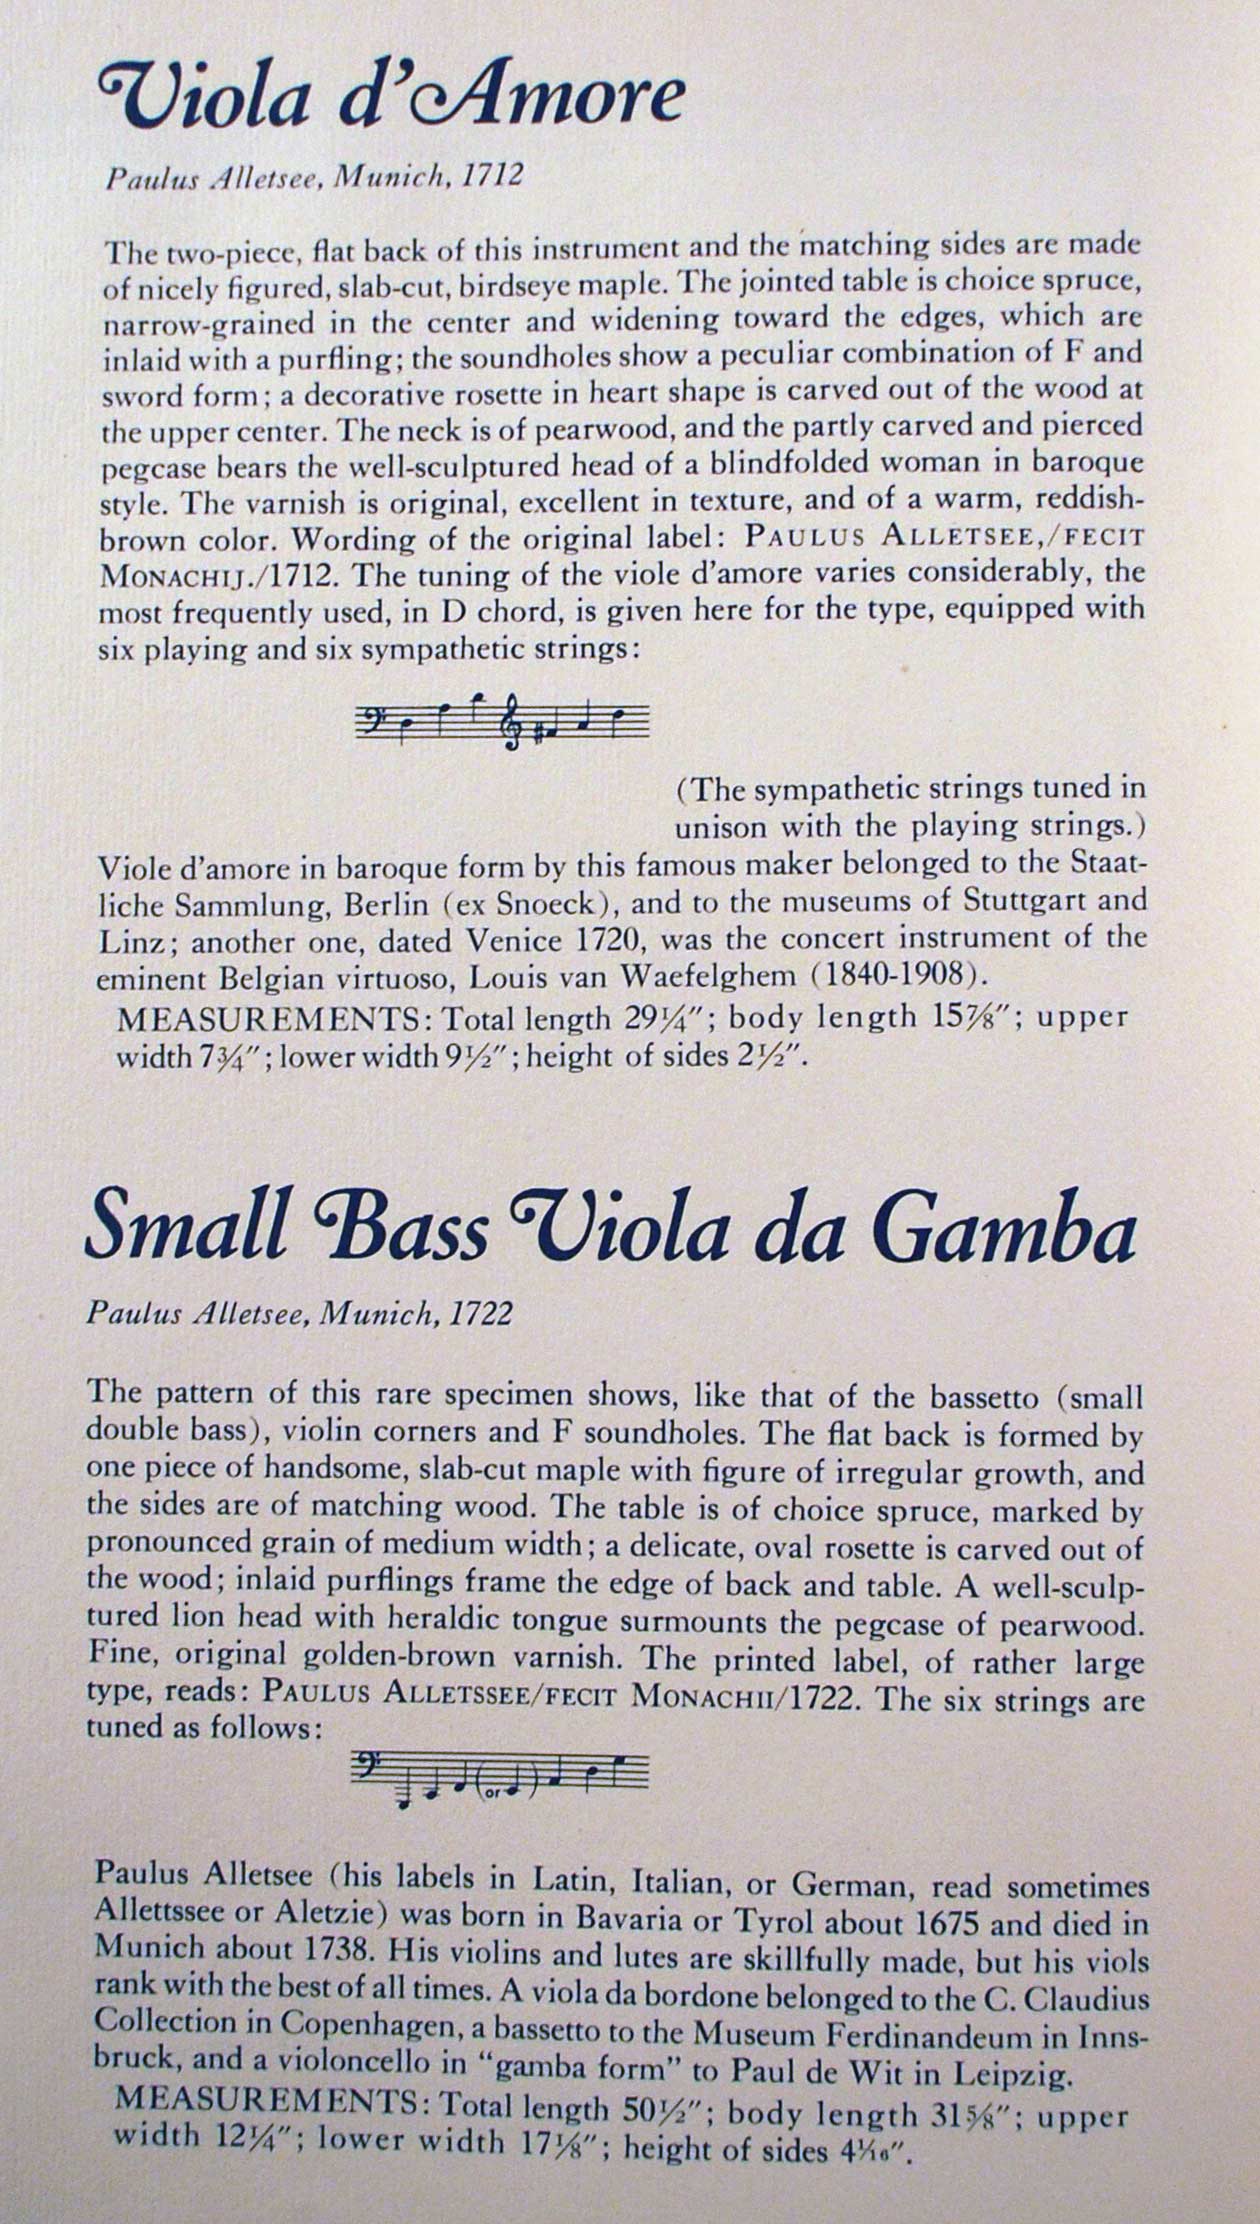 Viola d'Amore
Paulus Alletsee, Munich, 1712
The two-piece, flat back of this instrument and the matching sides are made
of nicely figured, slab-cut, birdseye maple. The jointed table is choice spruce,
narrow-grained in the center and widening toward the edges, which are
inlaid with a purfling; the soundholes show a peculiar combination of F and
sword form; a decorative rosette in heart shape is carved out of the wood at
the upper center. The neck is of pearwood, and the partly carved and pierced
pegcase bears the well-sculptured head of a blindfolded woman in baroque
style. The varnish is original, excellent in texture, and of a warm, reddish-
brown color. Wording of the original label: PAULUS ALLETSEE,/FECIT
MONACHIJ./1712. The tuning of the viole d'amore varies considerably, the
most frequently used, in D chord, is given here for the type, equipped with
six playing and six sympathetic strings:
(The sympathetic strings tuned in
unison with the playing strings.)
Viole d'amore in baroque form by this famous maker belonged to the Staat-
liche Sammlung, Berlin (ex Snoeck), and to the museums of Stuttgart and
Linz; another one, dated Venice 1720, was the concert instrument of the
eminent Belgian virtuoso, Louis van Waefelghem (1840-1908).
MEASUREMENTS: Total length 29¼″; body length 15⅞″; upper
width 7¾″; lower width 9½″; height of sides 2½″.
Small Bass Viola da Gamba
Paulus Alletsee, Munich, 1722
The pattern of this rare specimen shows, like that of the bassetto (small
double bass), violin corners and F soundholes. The flat back is formed by
one piece of handsome, slab-cut maple with figure of irregular growth, and
the sides are of matching wood. The table is of choice spruce, marked by
pronounced grain of medium width; a delicate, oval rosette is carved out of
the wood; inlaid purflings frame the edge of back and table. A well-sculp-
tured lion head with heraldic tongue surmounts the pegcase of pearwood.
Fine, original golden-brown varnish. The printed label, of rather large
type, reads: PAULUS ALLETSSEE/FECIT MONACHII/1722. The six strings are
tuned as follows:
(or )
Paulus Alletsee (his labels in Latin, Italian, or German, read sometimes
Allettssee or Aletzie) was born in Bavaria or Tyrol about 1675 and died in
Munich about 1738. His violins and lutes are skillfully made, but his viols
rank with the best of all times. A viola da bordone belonged to the C. Claudius
Collection in Copenhagen, a bassetto to the Museum Ferdinandeum in Inns-
bruck, and a violoncello in "gamba form" to Paul de Wit in Leipzig.
MEASUREMENTS: Total length 50½″; body length 31⅝″; upper
width 12¼″; lower width 17⅛″; height of sides 4 1/16″.